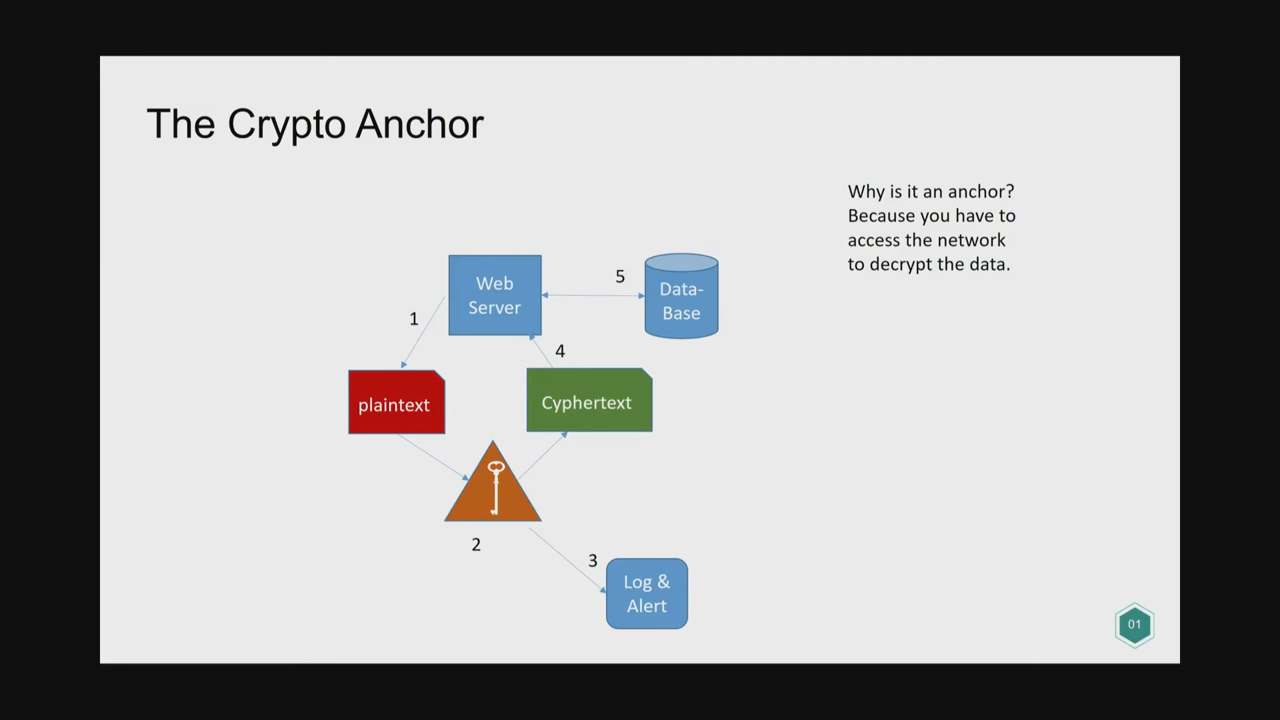 The Crypto Anchor
Why is it an anchor?
Because you have to
access the network
to decrypt the data.
Web
Server
5
Data-
Base
1
4
plaintext
Cyphertext
2
3
Log &
Alert
01